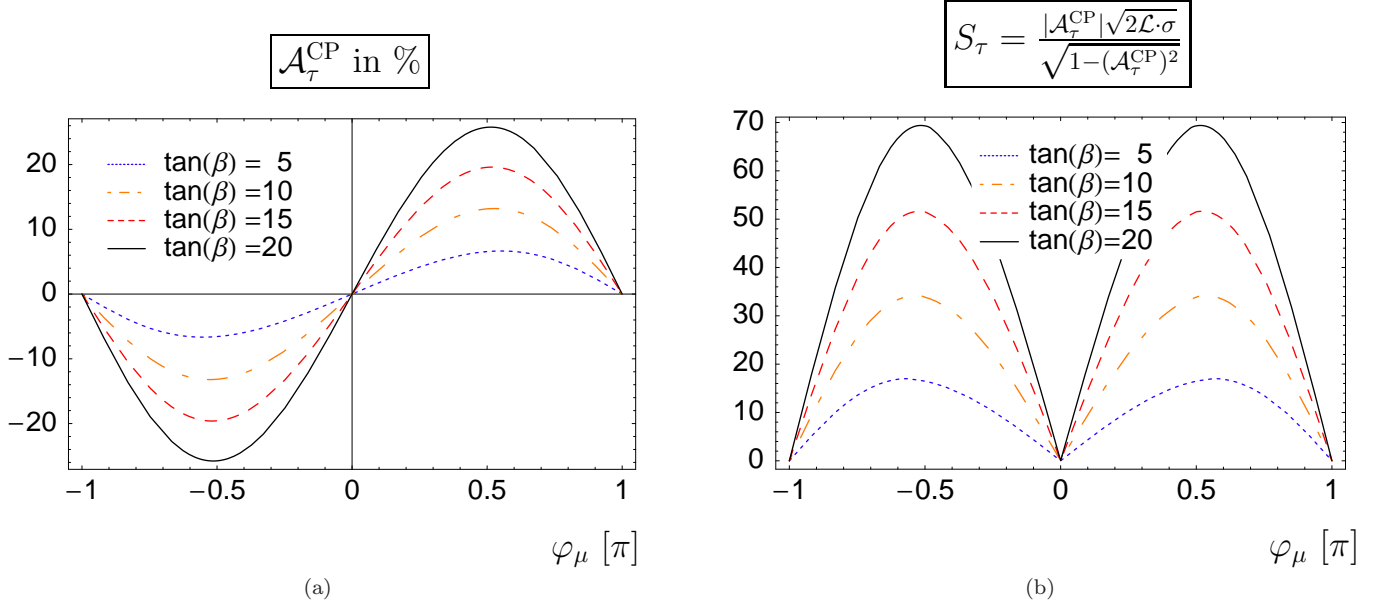 𝒜_τ^CP in %
tan(β) = 5
tan(β) =10
tan(β) =15
tan(β) =20
20
10
0
−10
−20
−1
−0.5
0
0.5
1
φ_μ [π]
(a)
S_τ = |𝒜_τ^CP|√2ℒ·σ / √1−(𝒜_τ^CP)²
tan(β)= 5
tan(β)=10
tan(β)=15
tan(β)=20
70
60
50
40
30
20
10
0
−1
−0.5
0
0.5
1
φ_μ [π]
(b)